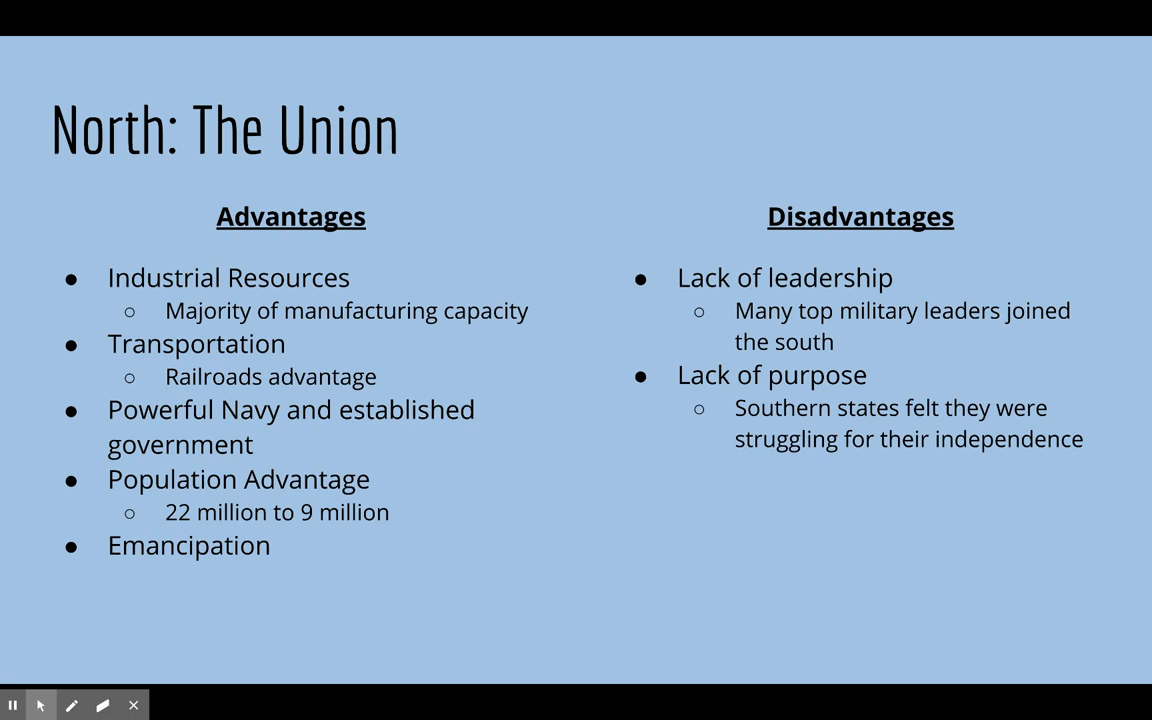 North: The Union
Advantages
● Industrial Resources
○ Majority of manufacturing capacity
● Transportation
○ Railroads advantage
● Powerful Navy and established
government
● Population Advantage
○ 22 million to 9 million
● Emancipation
Disadvantages
● Lack of leadership
○ Many top military leaders joined
the south
● Lack of purpose
○ Southern states felt they were
struggling for their independence